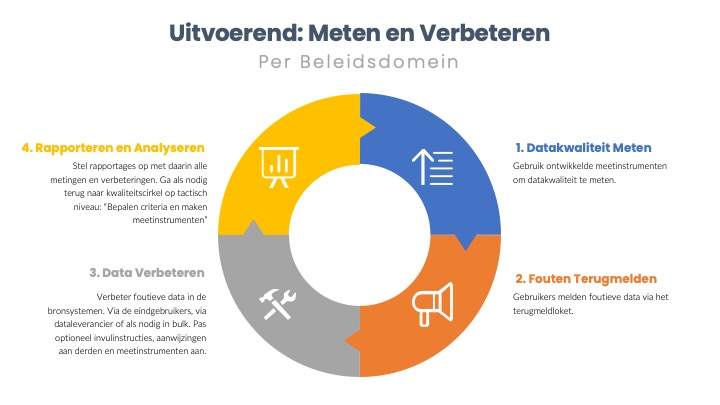 Uitvoerend: Meten en Verbeteren
Per Beleidsdomein
1. Datakwaliteit Meten
Gebruik ontwikkelde meetinstrumenten
om datakwaliteit te meten.
2. Fouten Terugmelden
Gebruikers melden foutieve data via het
terugmeldloket.
3. Data Verbeteren
Verbeter foutieve data in de
bronsystemen. Via de eindgebruikers, via
dataleverancier of als nodig in bulk. Pas
optioneel invulinstructies, aanwijzingen
aan derden en meetinstrumenten aan.
4. Rapporteren en Analyseren
Stel rapportages op met daarin alle
metingen en verbeteringen. Ga als nodig
terug naar kwaliteitscirkel op tactisch
niveau: "Bepalen criteria en maken
meetinstrumenten"